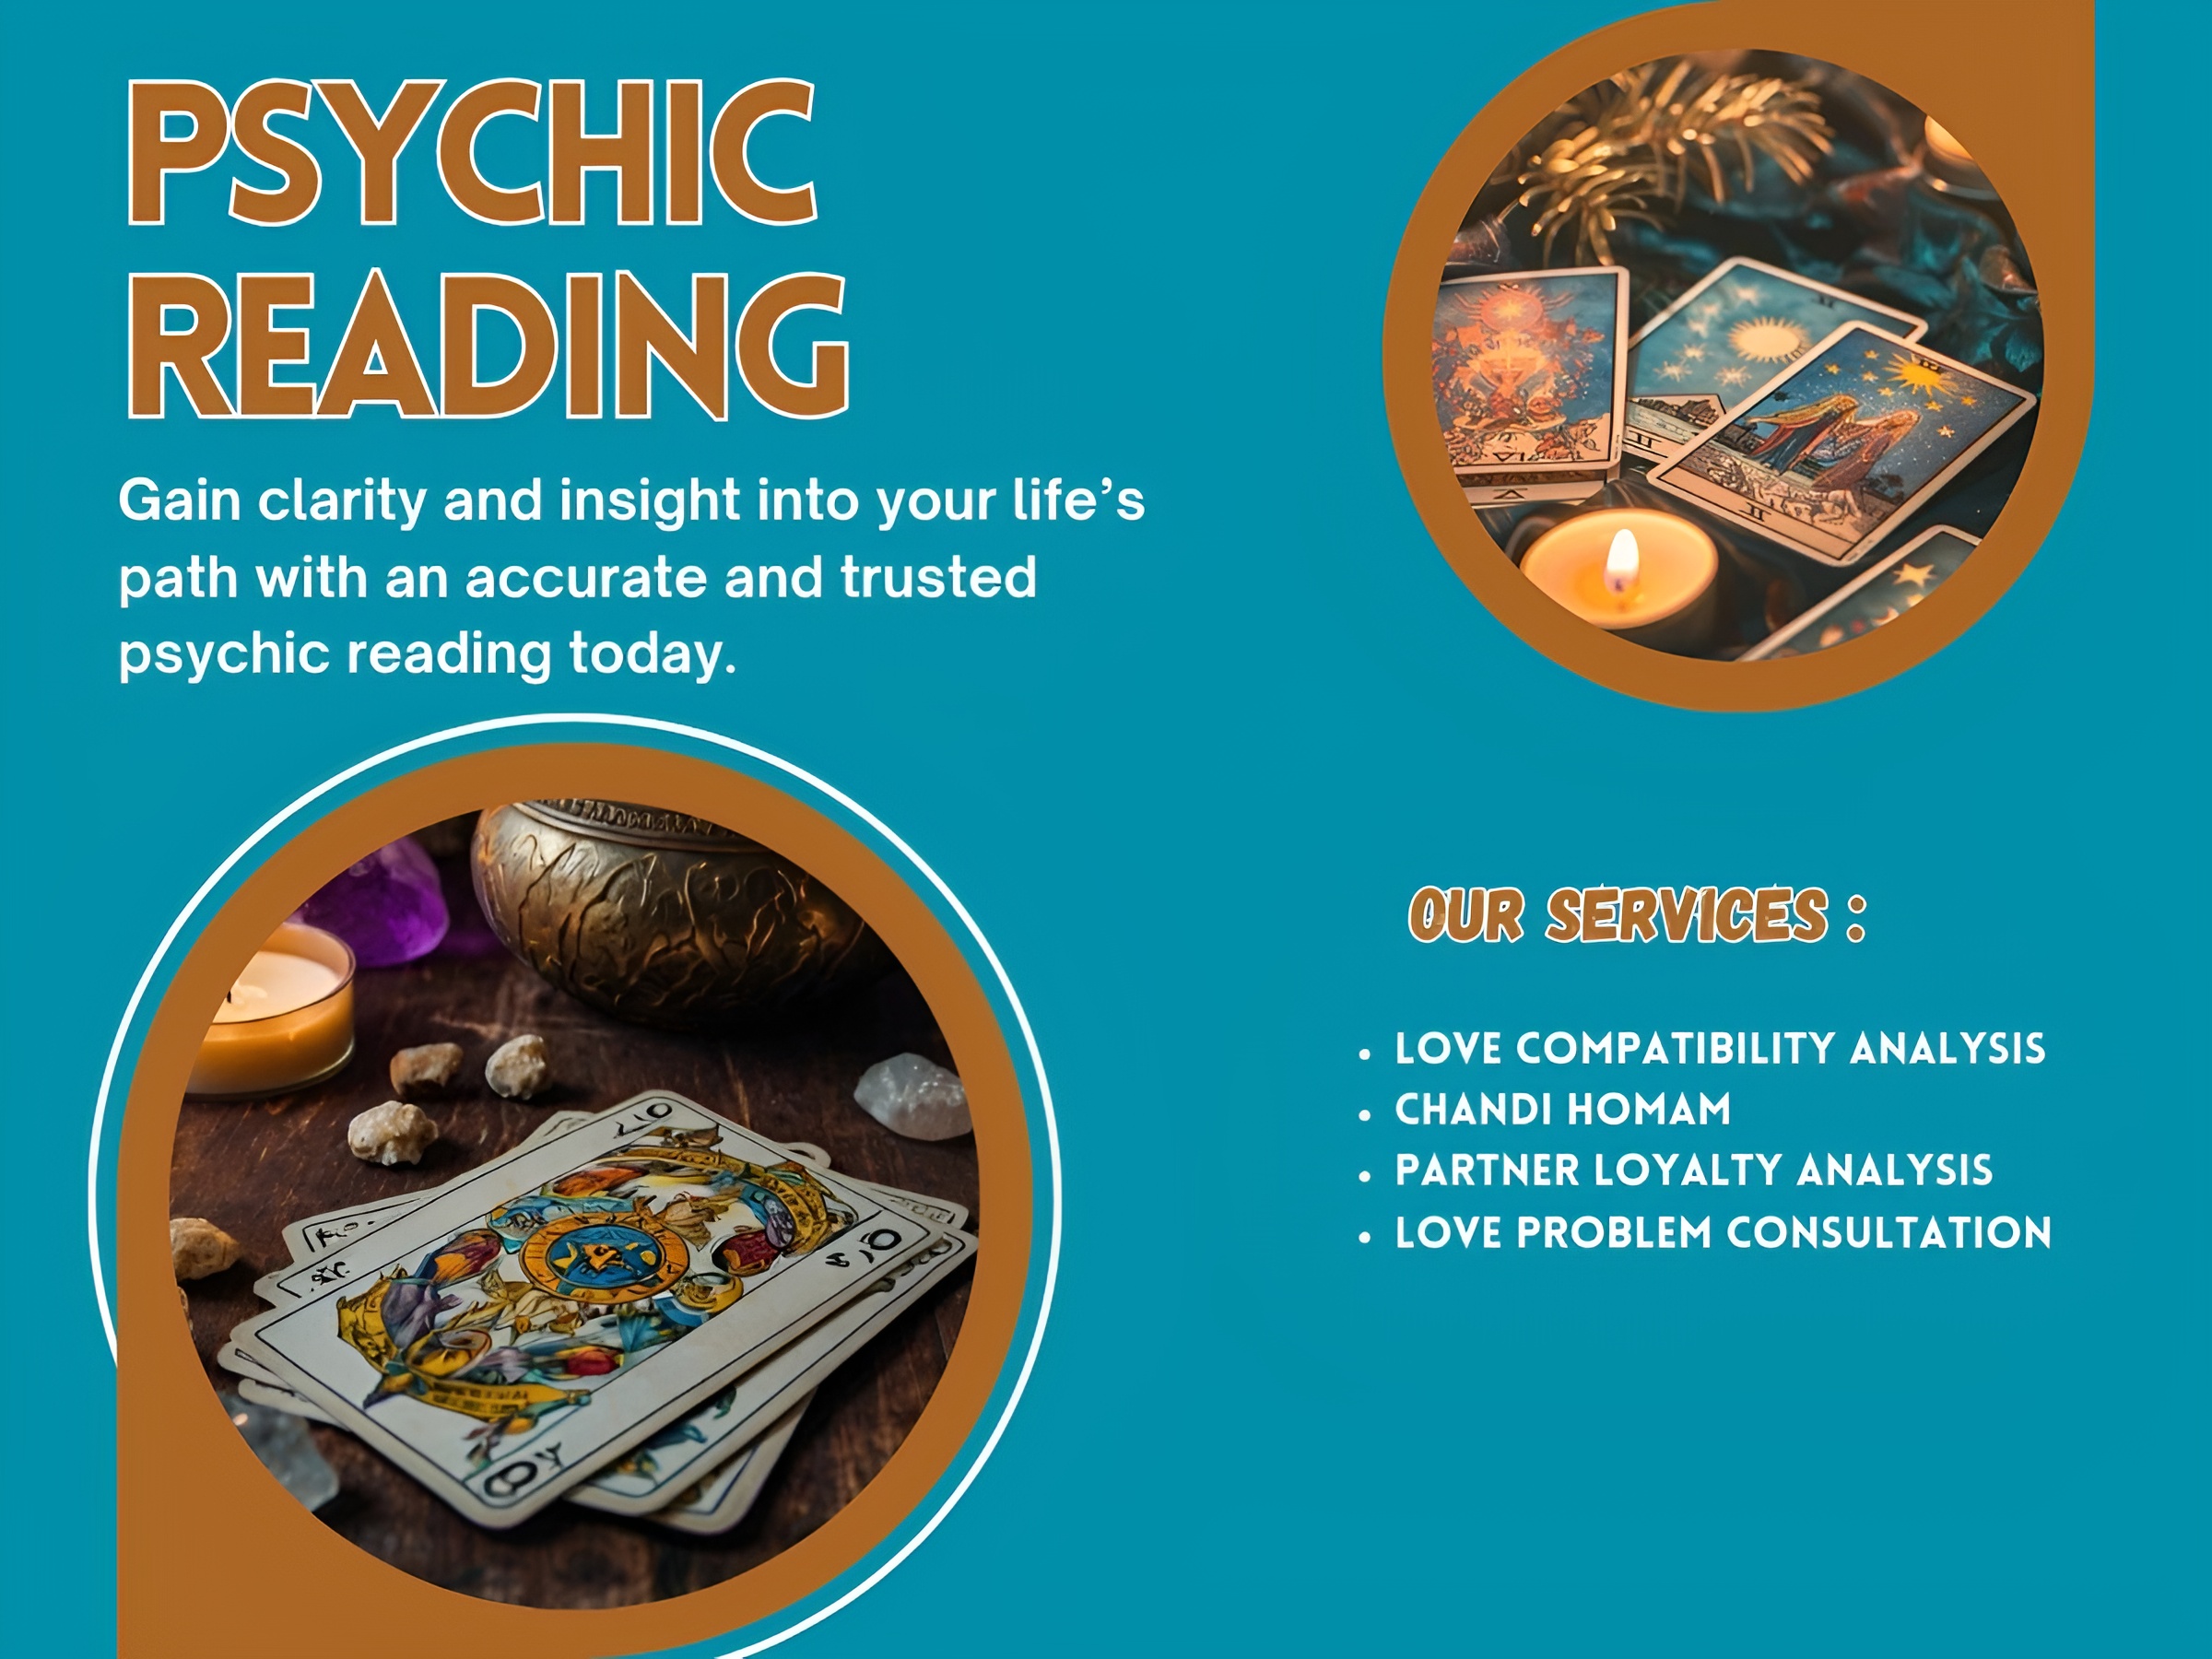 PSYCHIC
READING
Gain clarity and insight into your life's
path with an accurate and trusted
psychic reading today.
OUR SERVICES :
• LOVE COMPATIBILITY ANALYSIS
• CHANDI HOMAM
• PARTNER LOYALTY ANALYSIS
• LOVE PROBLEM CONSULTATION